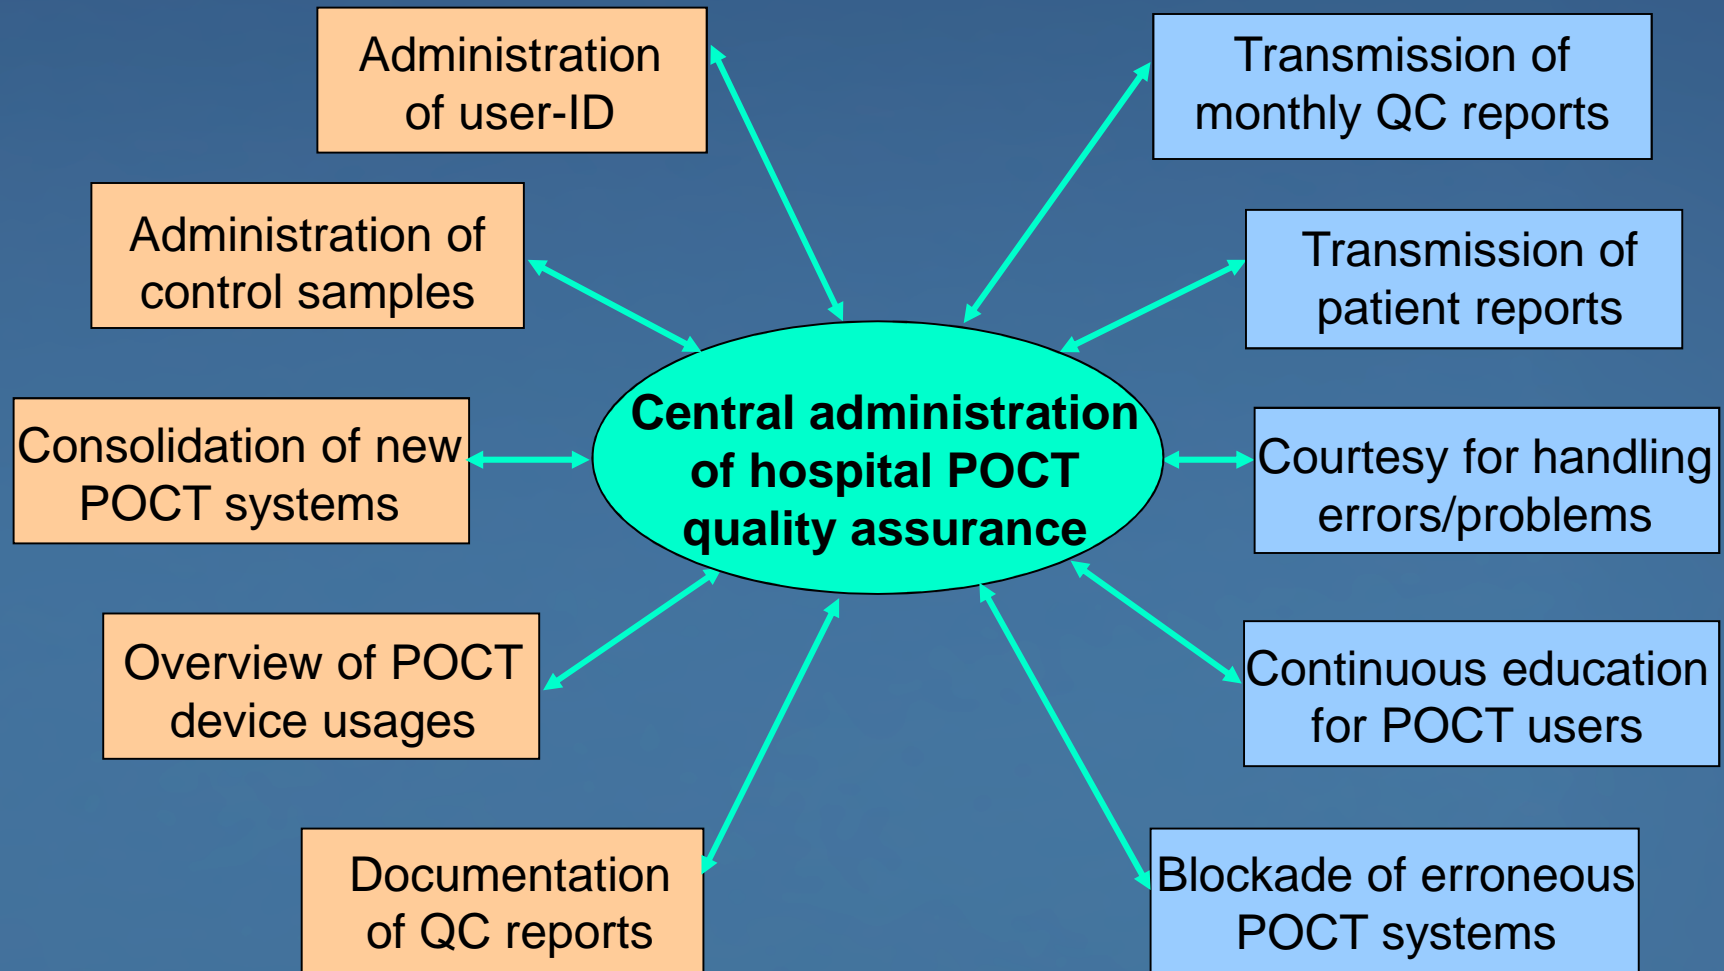 Administration
of user-ID
Transmission of
monthly QC reports
Administration of
control samples
Transmission of
patient reports
Consolidation of new
POCT systems
Central administration
of hospital POCT
quality assurance
Courtesy for handling
errors/problems
Overview of POCT
device usages
Continuous education
for POCT users
Documentation
of QC reports
Blockade of erroneous
POCT systems